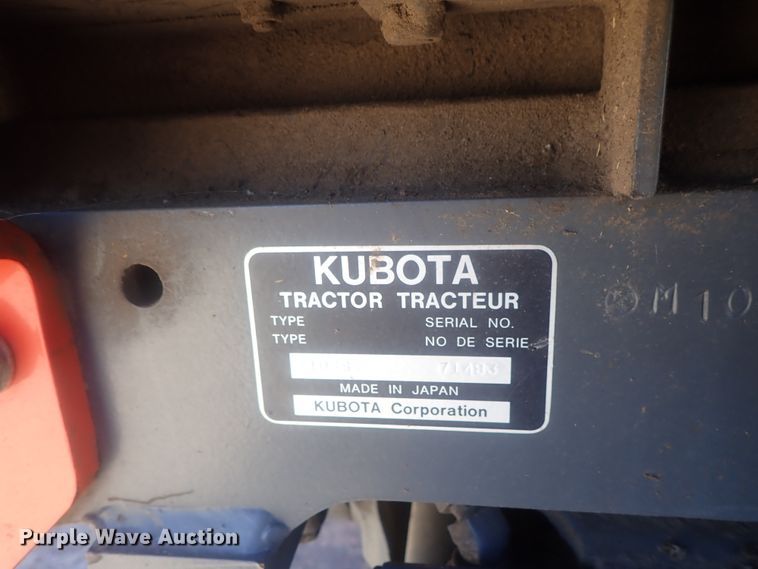 KUBOTA
TRACTOR TRACTEUR
TYPE SERIAL NO.
TYPE NO DE SERIE
71483
MADE IN JAPAN
KUBOTA Corporation
M10
Purple Wave Auction